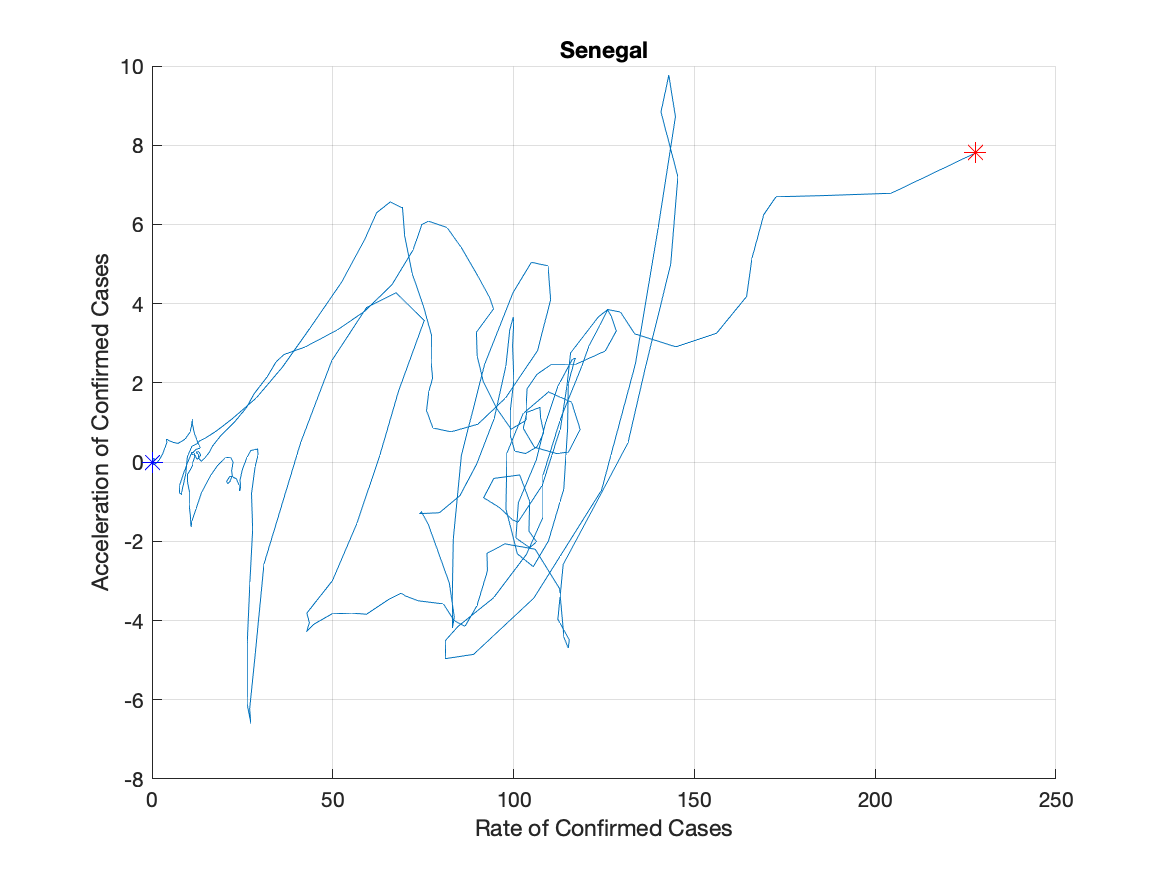 Senegal
10
8
6
4
2
0
-2
-4
-6
-8
Acceleration of Confirmed Cases
0 50 100 150 200 250
Rate of Confirmed Cases